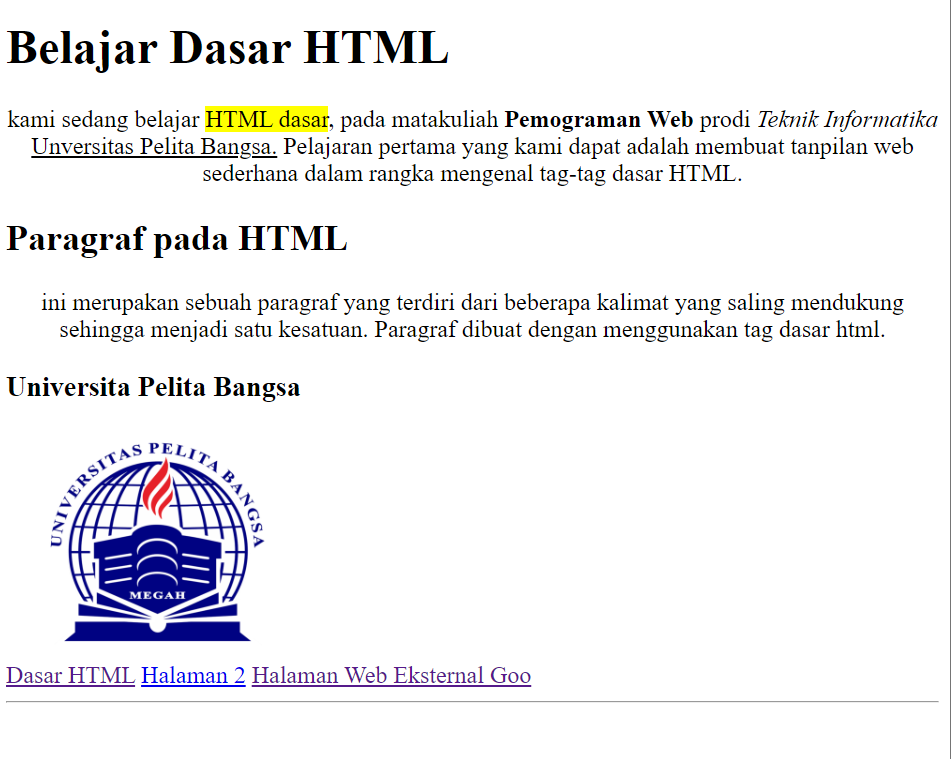 Belajar Dasar HTML
kami sedang belajar HTML dasar, pada matakuliah Pemograman Web prodi Teknik Informatika
Unversitas Pelita Bangsa. Pelajaran pertama yang kami dapat adalah membuat tanpilan web
sederhana dalam rangka mengenal tag-tag dasar HTML.
Paragraf pada HTML
ini merupakan sebuah paragraf yang terdiri dari beberapa kalimat yang saling mendukung
sehingga menjadi satu kesatuan. Paragraf dibuat dengan menggunakan tag dasar html.
Universita Pelita Bangsa
UNIVERSITAS PELITA BANGSA
MEGAH
Dasar HTML Halaman 2 Halaman Web Eksternal Goo